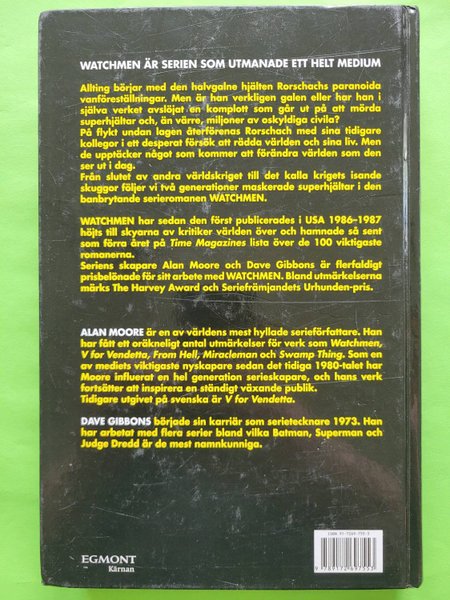 WATCHMEN ÄR SERIEN SOM UTMANADE ETT HELT MEDIUM
Allting börjar med den halvgalne hjälten Rorschachs paranoida
vanföreställningar. Men är han verkligen galen eller har han i
själva verket avslöjat en komplott som går ut på att mörda
superhjältar och, än värre, miljoner av oskyldiga civila?
På flykt undan lagen återförenas Rorschach med sina tidigare
kollegor i ett desperat försök att rädda världen och sina liv. Men
de upptäcker något som kommer att förändra världen som den
ser ut i dag.
Från slutet av andra världskriget till det kalla krigets isande
skuggor följer vi två generationer maskerade superhjältar i den
banbrytande serieromanen WATCHMEN.
WATCHMEN har sedan den först publicerades i USA 1986–1987
höjts till skyarna av kritiker världen över och hamnade så sent
som förra året på Time Magazines lista över de 100 viktigaste
romanerna.
Seriens skapare Alan Moore och Dave Gibbons är flerfaldigt
prisbelönade för sitt arbete med WATCHMEN. Bland utmärkelserna
märks The Harvey Award och Seriefrämjandets Urhunden-pris.
ALAN MOORE är en av världens mest hyllade serieförfattare. Han
har fått ett oräkneligt antal utmärkelser för verk som Watchmen,
V for Vendetta, From Hell, Miracleman och Swamp Thing. Som en
av mediets viktigaste nyskapare sedan det tidiga 1980-talet har
Moore influerat en hel generation serieskapare, och hans verk
fortsätter att inspirera en ständigt växande publik.
Tidigare utgivet på svenska är V for Vendetta.
DAVE GIBBONS började sin karriär som serietecknare 1973. Han
har arbetat med flera serier bland vilka Batman, Superman och
Judge Dredd är de mest namnkunniga.
EGMONT
Kärnan
9 789172 697553